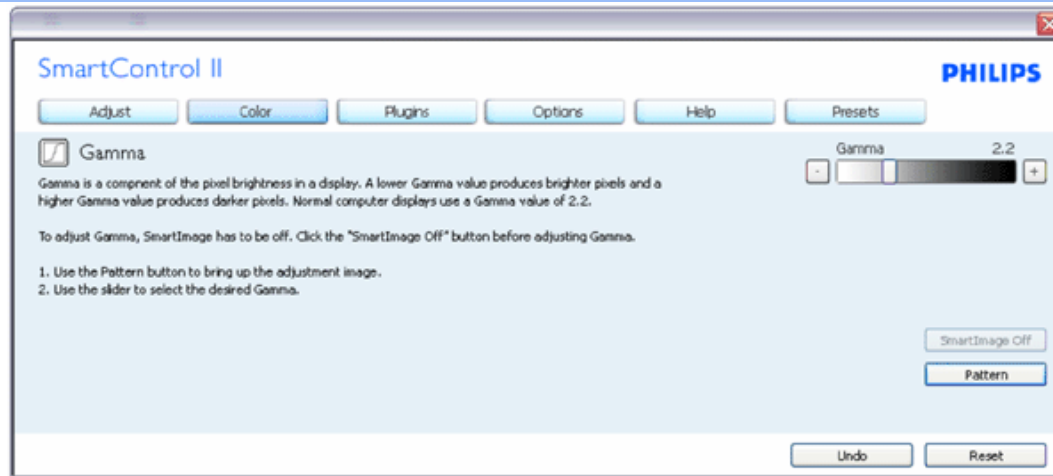 SmartControl II
PHILIPS
Adjust Color Plugins Options Help Presets
Gamma
Gamma 2.2
- +
Gamma is a compnent of the pixel brightness in a display. A lower Gamma value produces brighter pixels and a
higher Gamma value produces darker pixels. Normal computer displays use a Gamma value of 2.2.
To adjust Gamma, SmartImage has to be off. Click the "SmartImage Off" button before adjusting Gamma.
1. Use the Pattern button to bring up the adjustment image.
2. Use the slider to select the desired Gamma.
SmartImage Off
Pattern
Undo Reset